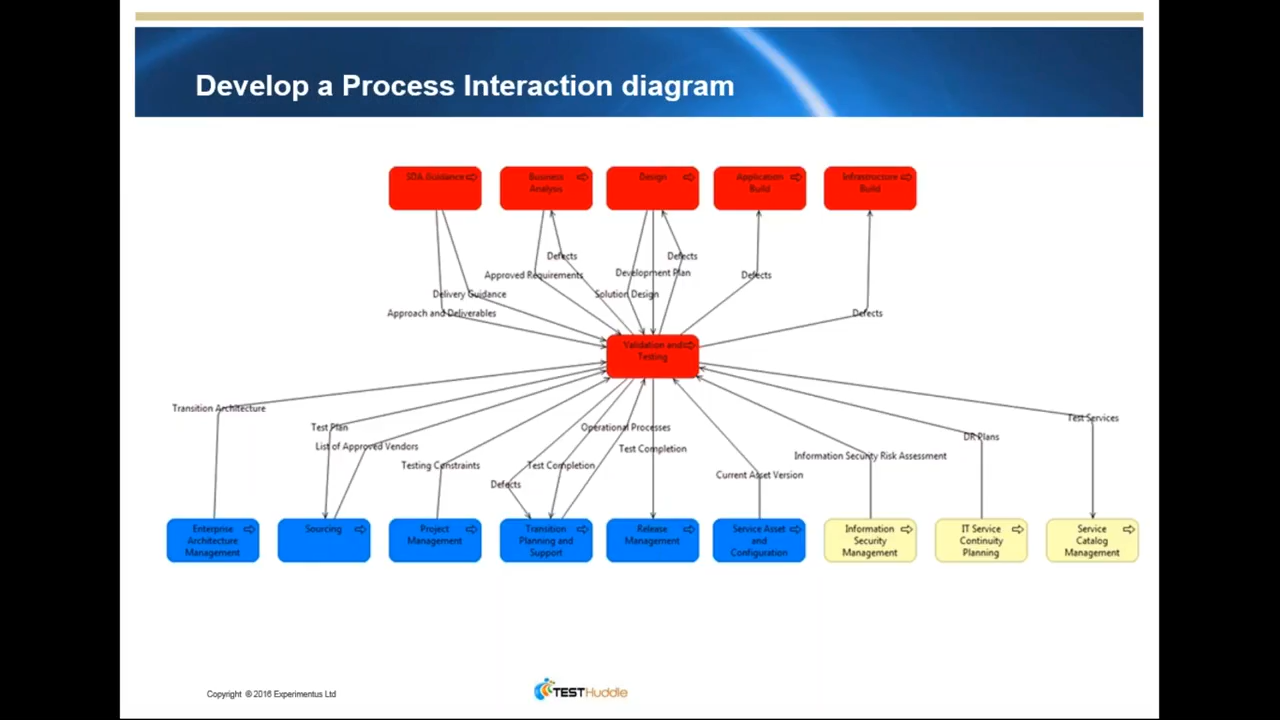 Develop a Process Interaction diagram
SDA Guidance
Business
Analysis
Design
Application
Build
Infrastructure
Build
Defects
Defects
Approved Requirements
Development Plan
Defects
Delivery Guidance
Solution Design
Approach and Deliverables
Defects
Validation and
Testing
Transition Architecture
Test Services
Test Plan
Operational Processes
DR Plans
List of Approved Vendors
Test Completion
Information Security Risk Assessment
Testing Constraints
Test Completion
Current Asset Version
Defects
Enterprise
Architecture
Management
Sourcing
Project
Management
Transition
Planning and
Support
Release
Management
Service Asset
and
Configuration
Information
Security
Management
IT Service
Continuity
Planning
Service
Catalog
Management
Copyright © 2016 Experimentus Ltd
TESTHuddle